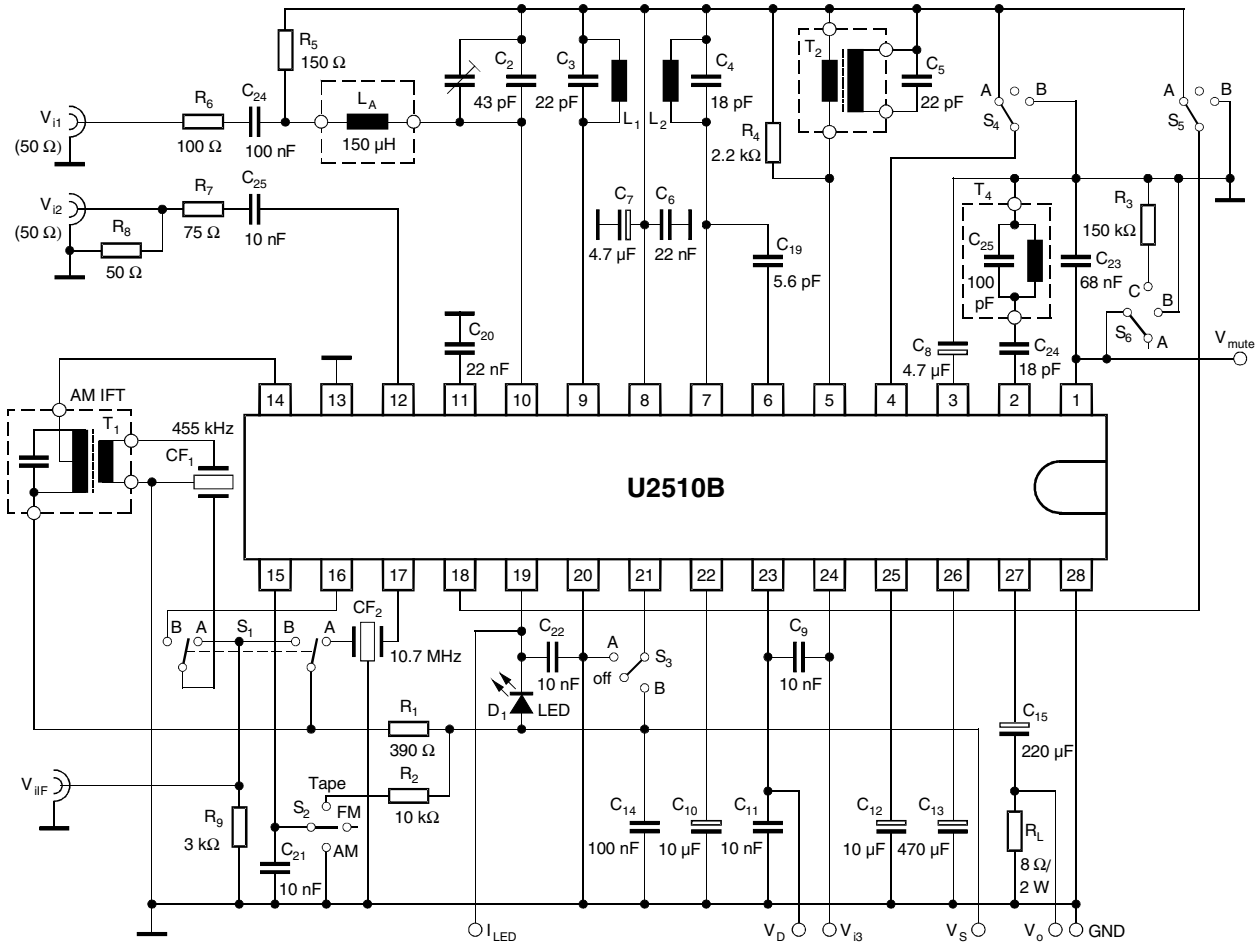 R5
150 Ω
Vi1
(50 Ω)
R6
100 Ω
C24
100 nF
LA
150 µH
C2
43 pF
C3
22 pF
L1
L2
C4
18 pF
R4
2.2 kΩ
T2
C5
22 pF
A
B
S4
A
B
S5
Vi2
(50 Ω)
R8
50 Ω
R7
75 Ω
C25
10 nF
C7
4.7 µF
C6
22 nF
C19
5.6 pF
T4
C25
100
pF
C23
68 nF
R3
150 kΩ
C
B
S6
A
Vmute
C20
22 nF
C8
4.7 µF
C24
18 pF
AM IFT
T1
455 kHz
CF1
14
13
12
11
10
9
8
7
6
5
4
3
2
1
U2510B
15
16
17
18
19
20
21
22
23
24
25
26
27
28
B
A
S1
B
A
CF2
10.7 MHz
C22
10 nF
A
off
S3
B
C9
10 nF
D1
LED
R1
390 Ω
R2
10 kΩ
C15
220 µF
ViIF
R9
3 kΩ
Tape
S2
FM
AM
C21
10 nF
C14
100 nF
C10
10 µF
C11
10 nF
C12
10 µF
C13
470 µF
RL
8 Ω/
2 W
ILED
VD
Vi3
VS
Vo
GND